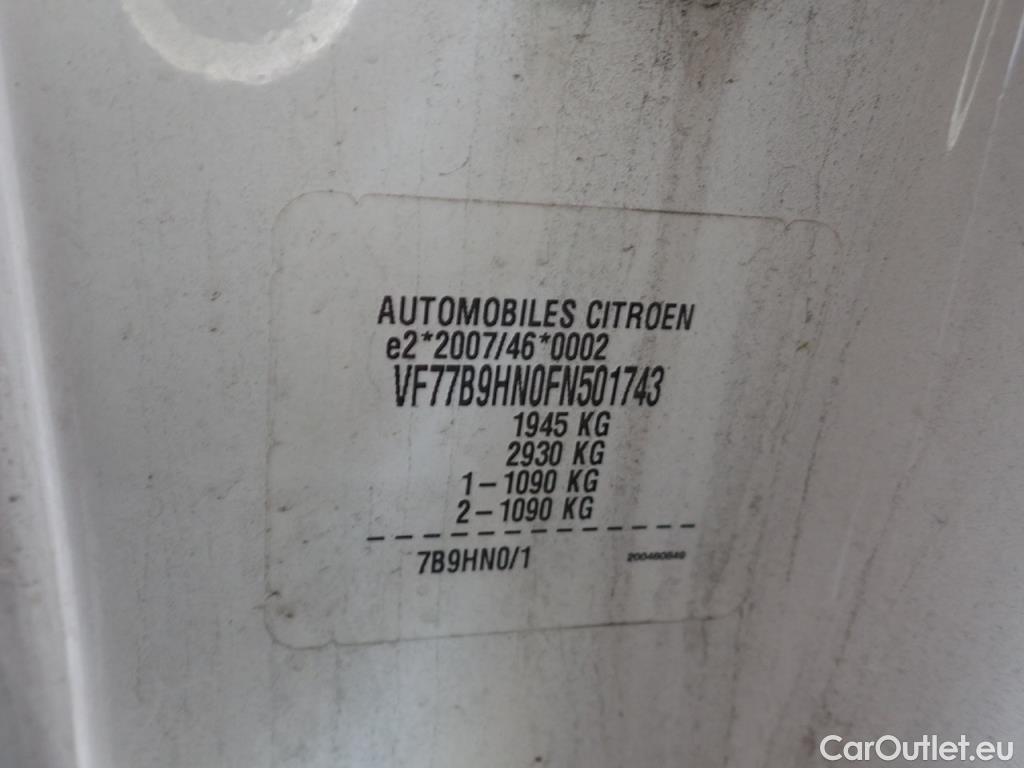 AUTOMOBILES CITROEN
e2*2007/46*0002
VF77B9HN0FN501743
1945 KG
2930 KG
1-1090 KG
2-1090 KG
7B9HN0/1
200460849
CarOutlet.eu